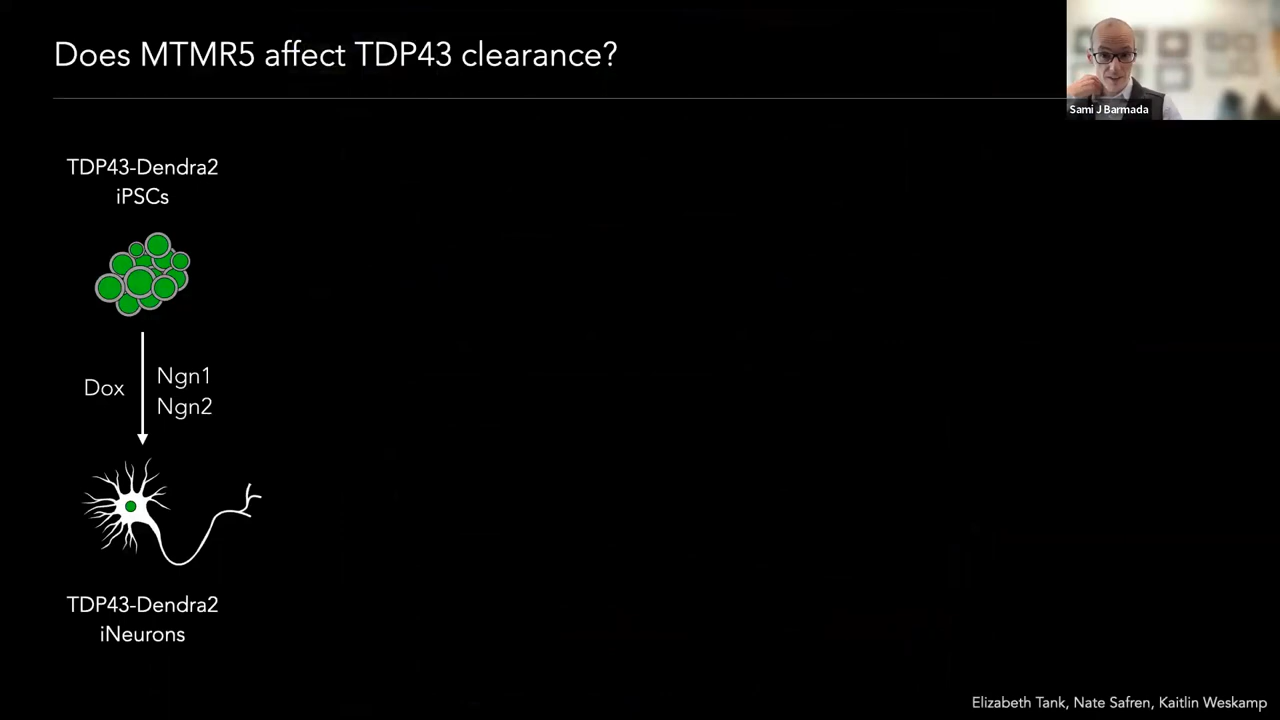 Does MTMR5 affect TDP43 clearance?
Sami J Barmada
TDP43-Dendra2
iPSCs
Dox
Ngn1
Ngn2
TDP43-Dendra2
iNeurons
Elizabeth Tank, Nate Safren, Kaitlin Weskamp